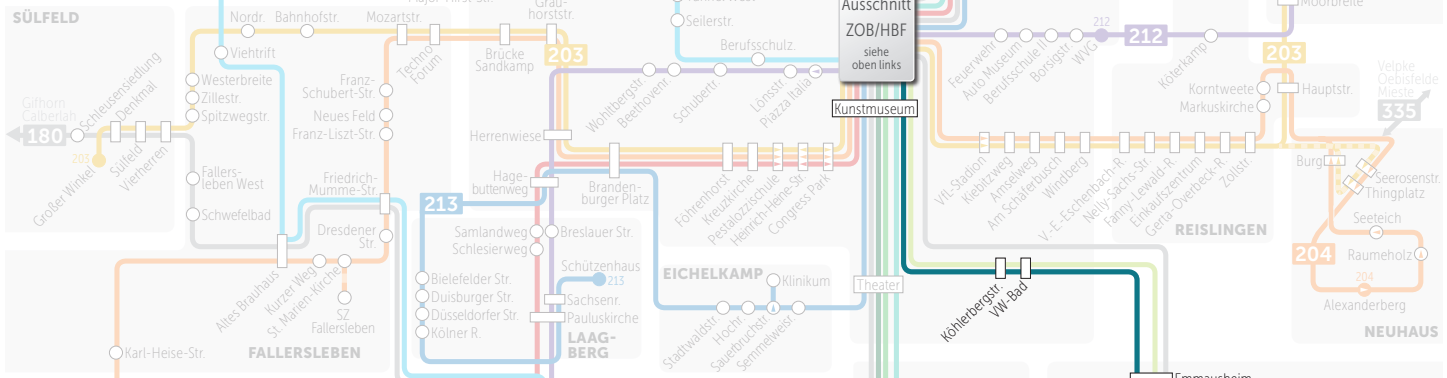 SÜLFELD
Nordr.
Bahnhofstr.
Mozartstr.
Grau-
horststr.
Seilerstr.
Ausschnitt
ZOB/HBF
siehe
oben links
Moorbreite
Viehtrift
Techno
Forum
Brücke
Sandkamp
203
Berufsschulz.
Feuerwehr
Auto Museum
Berufsschule II
Borsigstr.
WVG
212
212
Köterkamp
203
Velpke
Oebisfelde
Mieste
335
Gifhorn
Calberlah
180
Schleusensiedlung
Denkmal
203
Großer Winkel
Sülfeld
Vierherren
Westerbreite
Zillestr.
Spitzwegstr.
Franz-
Schubert-Str.
Neues Feld
Franz-Liszt-Str.
Herrenwiese
Wohltbergstr.
Beethovenr.
Schubertr.
Lönsstr.
Piazza Italia
Kunstmuseum
Korntweete
Markuskirche
Hauptstr.
Fallers-
leben West
Schwefelbad
Friedrich-
Mumme-Str.
Dresdener
Str.
Hage-
buttenweg
213
Branden-
burger Platz
Föhrenhorst
Kreuzkirche
Pestalozzischule
Heinrich-Heine-Str
Congress Park
VfL-Stadion
Kiebitzweg
Amselweg
Am Schäferbusch
Windberg
V.-E.-Eschenbach-R.
Nelly-Sachs-Str.
Fanny-Lewald-R.
Einkaufszentrum
Gerta-Overbeck-R.
Zollstr.
REISLINGEN
Burg
Seerosenstr.
Thingplatz
Seeteich
204
Raumeholz
204
Alexanderberg
NEUHAUS
Samlandweg
Schlesierweg
Breslauer Str.
Schützenhaus
213
Sachsenr.
Pauluskirche
LAAG-
BERG
EICHELKAMP
Klinikum
Theater
Stadtwaldstr.
Hochr.
Sauerbruchstr.
Semmelweisr.
Köhlerbergstr.
VW-Bad
Altes Brauhaus
Kurzer Weg
St. Marien-Kirche
SZ
Fallersleben
Bielefelder Str.
Duisburger Str.
Düsseldorfer Str.
Kölner R.
Karl-Heise-Str.
FALLERSLEBEN
Emmausheim